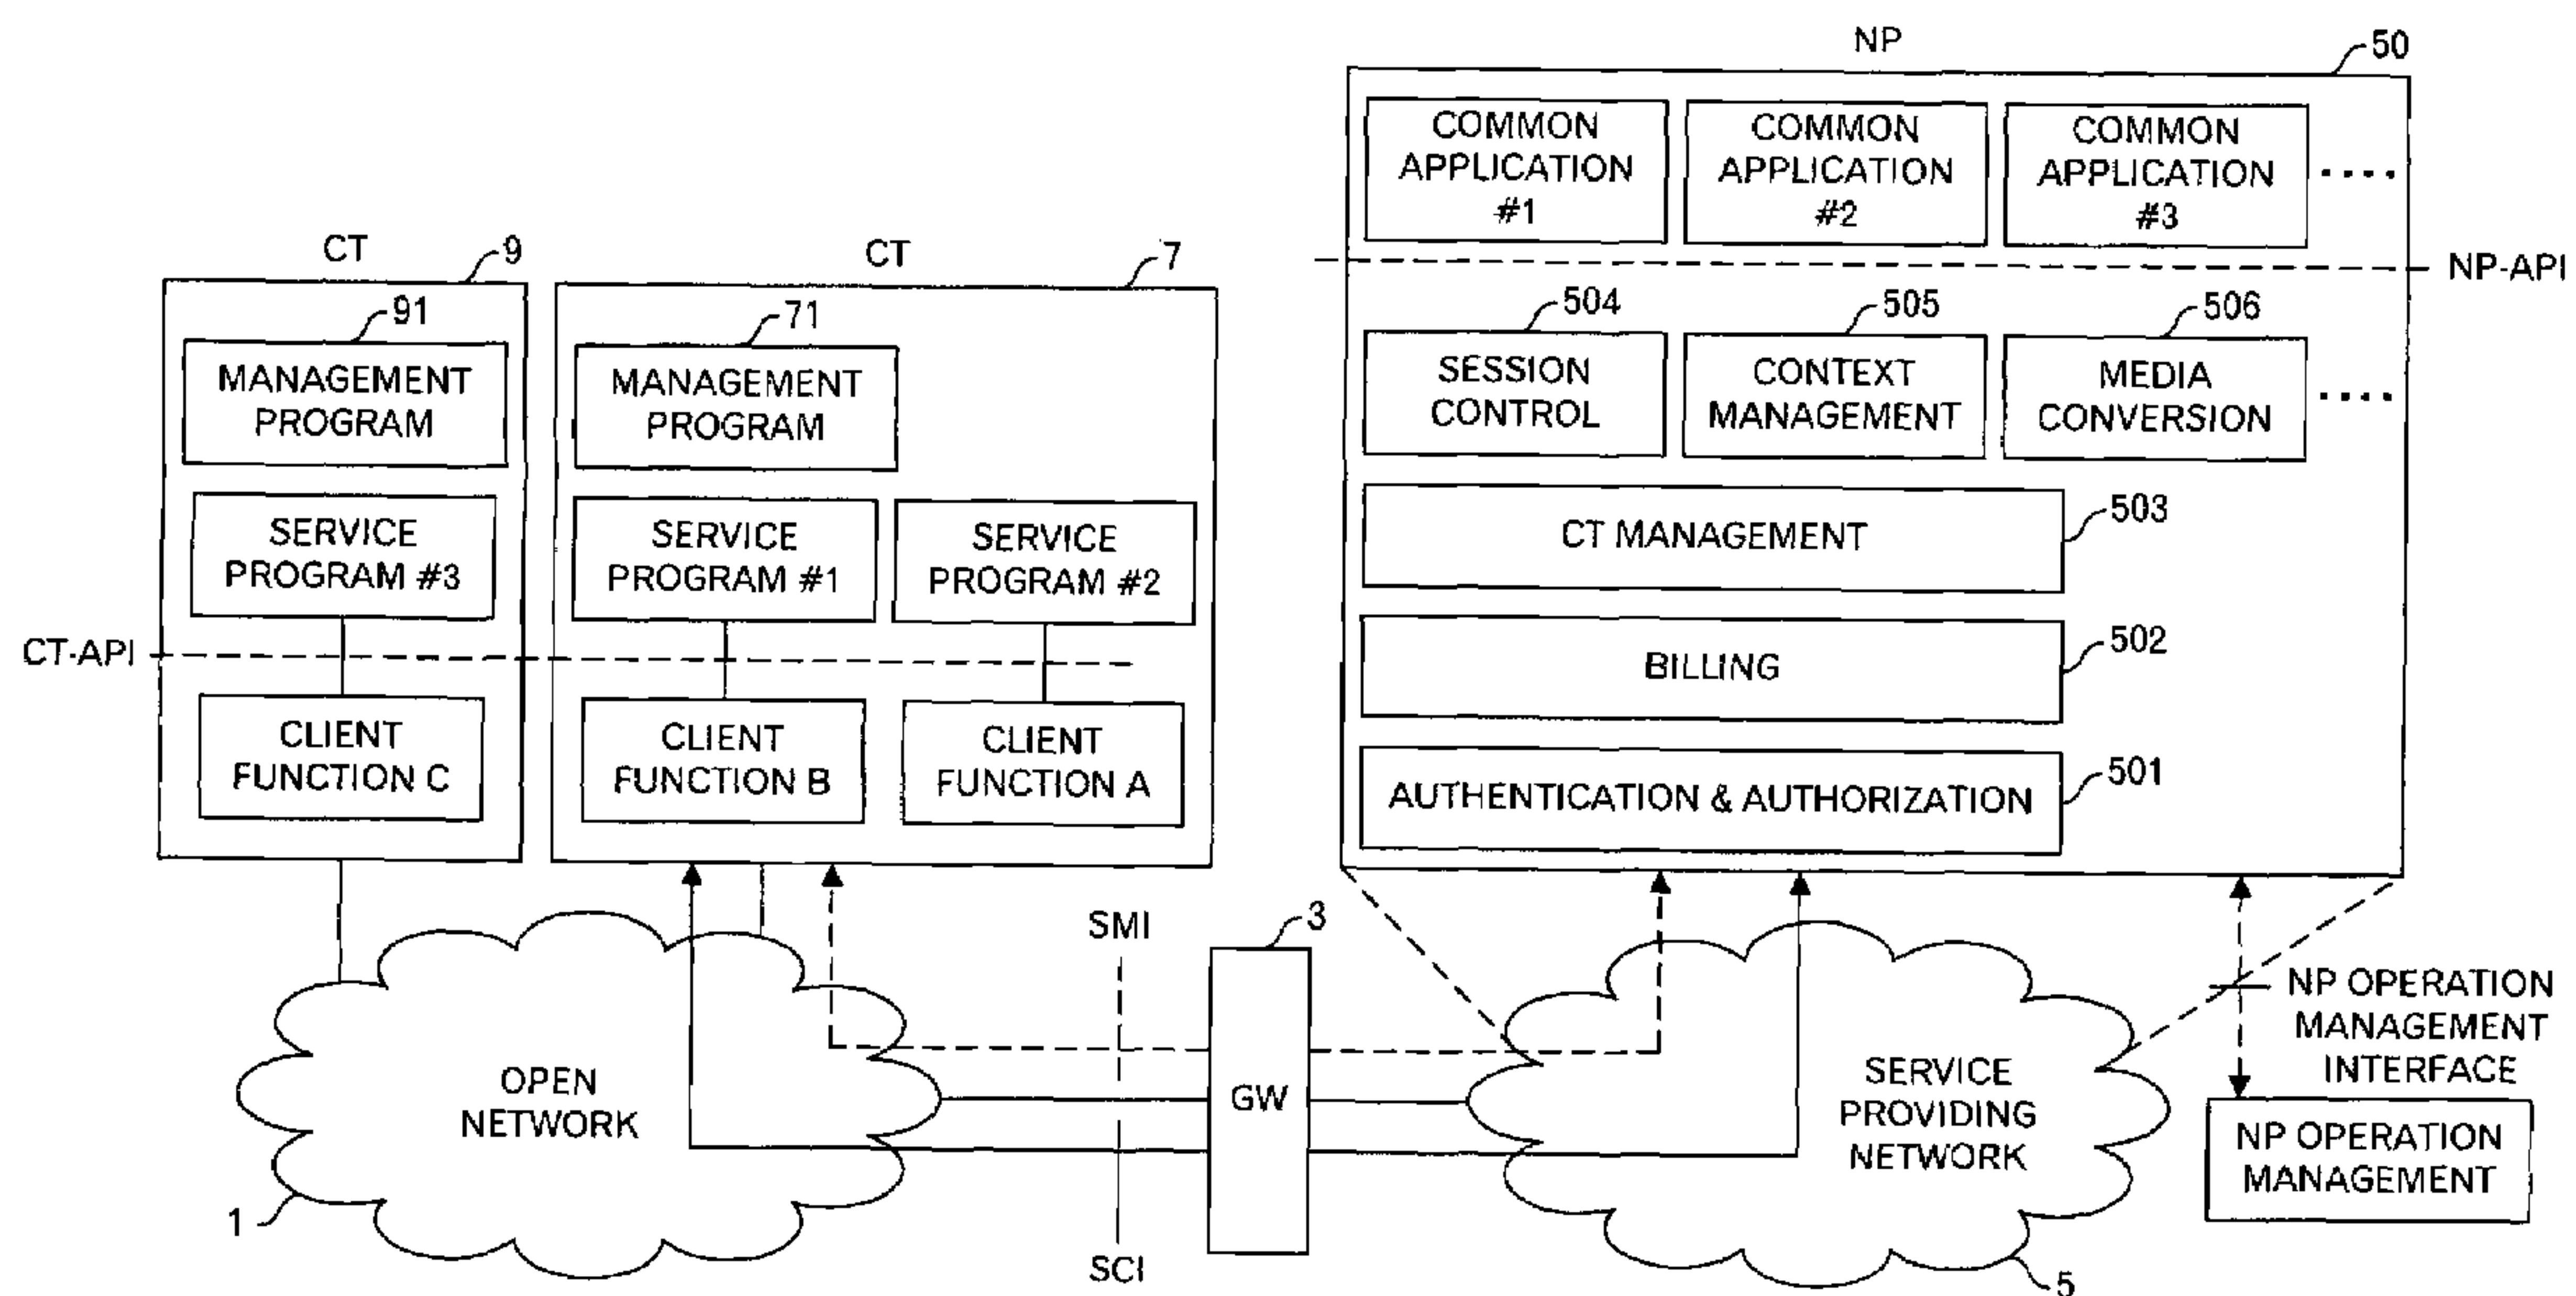 NP
50
COMMON
APPLICATION
#1
COMMON
APPLICATION
#2
COMMON
APPLICATION
#3
....
NP-API
CT
9
CT
7
91
MANAGEMENT
PROGRAM
71
MANAGEMENT
PROGRAM
504
SESSION
CONTROL
505
CONTEXT
MANAGEMENT
506
MEDIA
CONVERSION
....
SERVICE
PROGRAM #3
SERVICE
PROGRAM #1
SERVICE
PROGRAM #2
CT MANAGEMENT
503
CT-API
BILLING
502
CLIENT
FUNCTION C
CLIENT
FUNCTION B
CLIENT
FUNCTION A
AUTHENTICATION & AUTHORIZATION
501
SMI
3
GW
SCI
OPEN
NETWORK
1
SERVICE
PROVIDING
NETWORK
5
NP OPERATION
MANAGEMENT
INTERFACE
NP OPERATION
MANAGEMENT